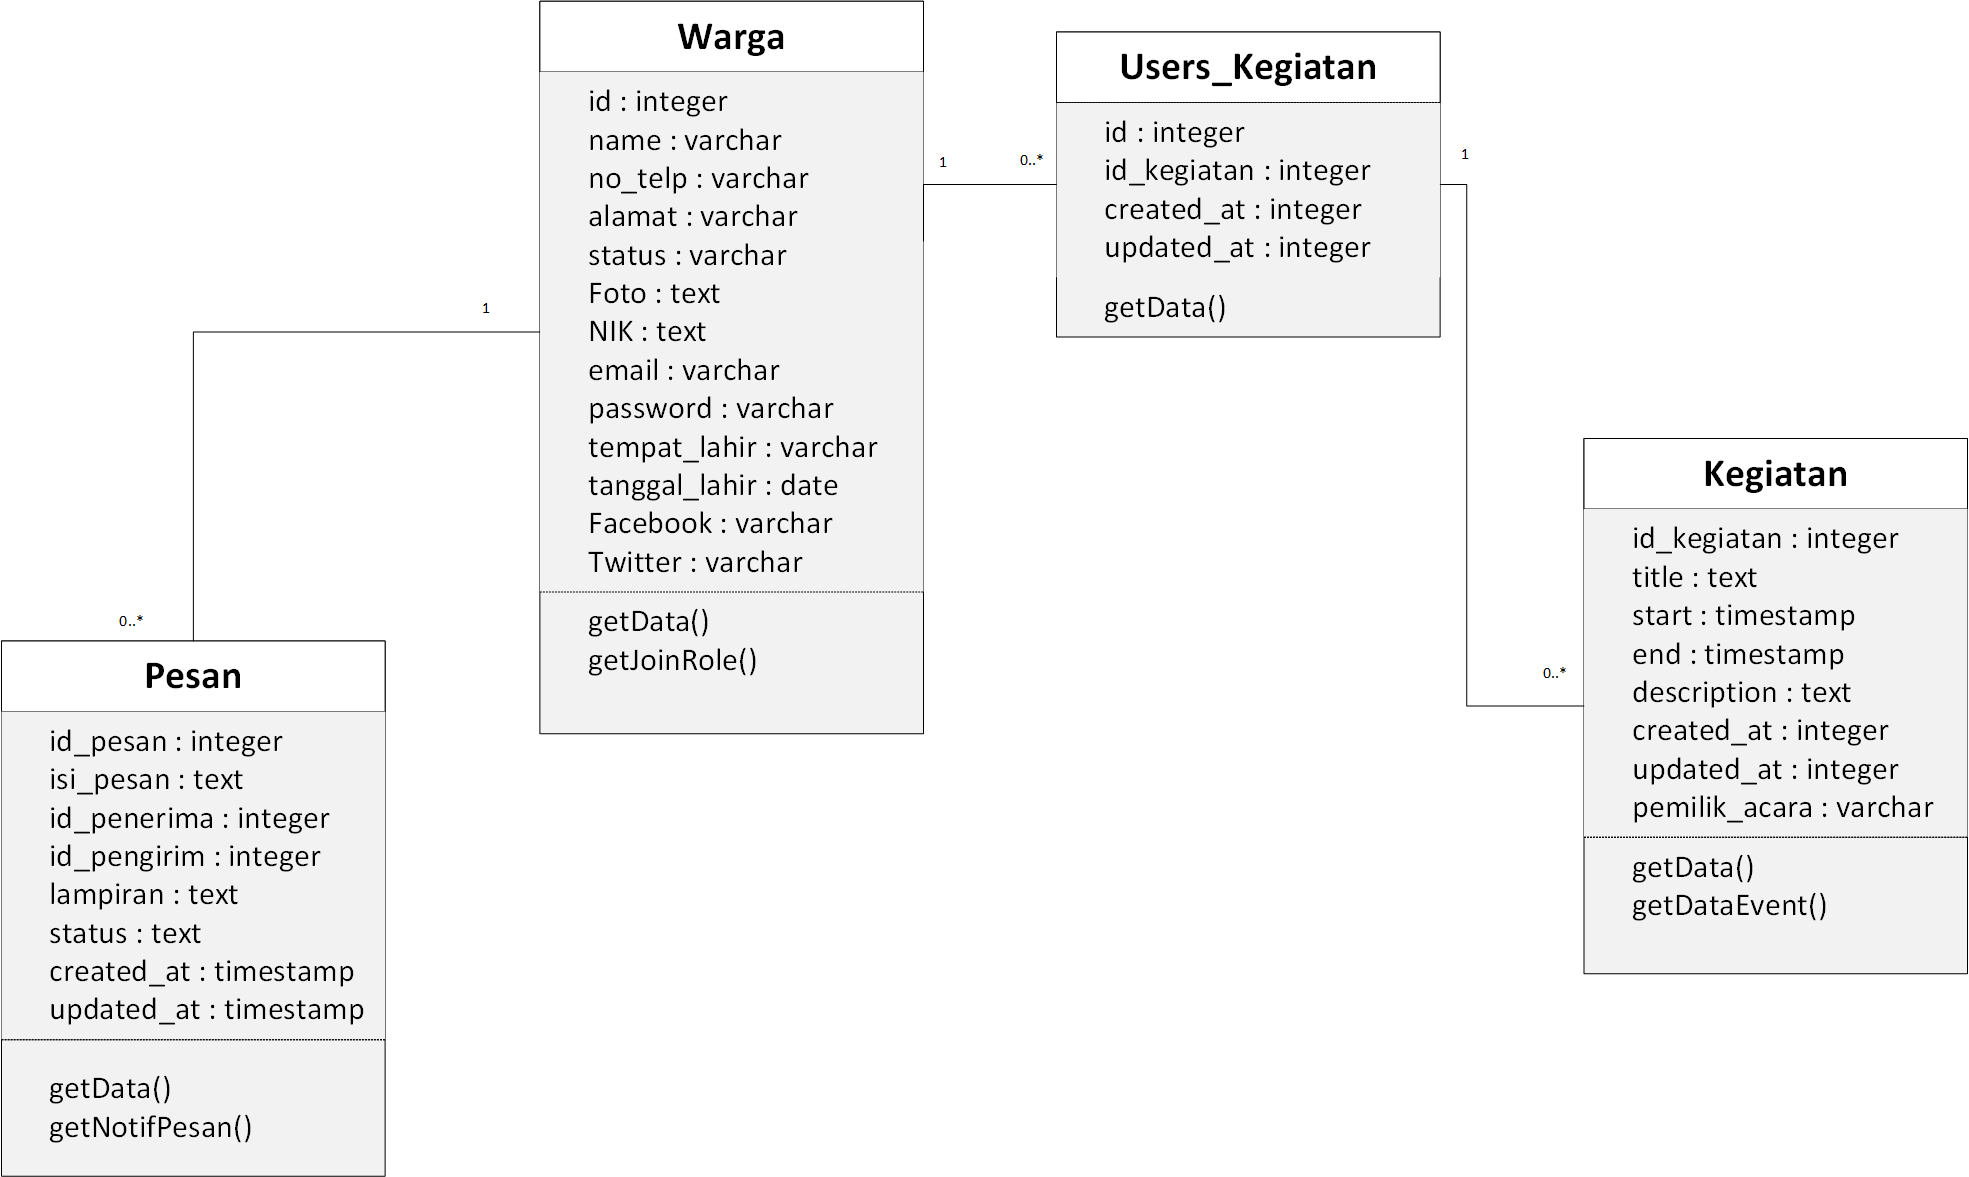 Warga
id : integer
name : varchar
no_telp : varchar
alamat : varchar
status : varchar
Foto : text
NIK : text
email : varchar
password : varchar
tempat_lahir : varchar
tanggal_lahir : date
Facebook : varchar
Twitter : varchar
getData()
getJoinRole()
1
0..*
Users_Kegiatan
id : integer
id_kegiatan : integer
created_at : integer
updated_at : integer
getData()
1
0..*
Kegiatan
id_kegiatan : integer
title : text
start : timestamp
end : timestamp
description : text
created_at : integer
updated_at : integer
pemilik_acara : varchar
getData()
getDataEvent()
1
0..*
Pesan
id_pesan : integer
isi_pesan : text
id_penerima : integer
id_pengirim : integer
lampiran : text
status : text
created_at : timestamp
updated_at : timestamp
getData()
getNotifPesan()